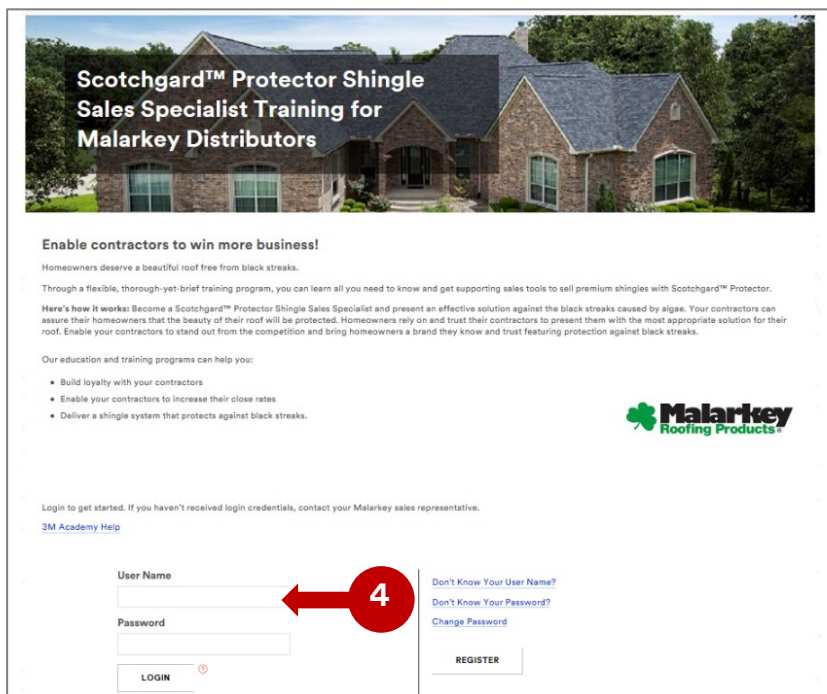 Scotchgard™ Protector Shingle
Sales Specialist Training for
Malarkey Distributors
Enable contractors to win more business!
Homeowners deserve a beautiful roof free from black streaks.
Through a flexible, thorough-yet-brief training program, you can learn all you need to know and get supporting sales tools to sell premium shingles with Scotchgard™ Protector.
Here's how it works: Become a Scotchgard™ Protector Shingle Sales Specialist and present an effective solution against the black streaks caused by algae. Your contractors can
assure their homeowners that the beauty of their roof will be protected. Homeowners rely on and trust their contractors to present them with the most appropriate solution for their
roof. Enable your contractors to stand out from the competition and bring homeowners a brand they know and trust featuring protection against black streaks.
Our education and training programs can help you:
• Build loyalty with your contractors
• Enable your contractors to increase their close rates
• Deliver a shingle system that protects against black streaks.
Malarkey
Roofing Products®
Login to get started. If you haven't received login credentials, contact your Malarkey sales representative.
3M Academy Help
User Name
4
Password
LOGIN
Don't Know Your User Name?
Don't Know Your Password?
Change Password
REGISTER